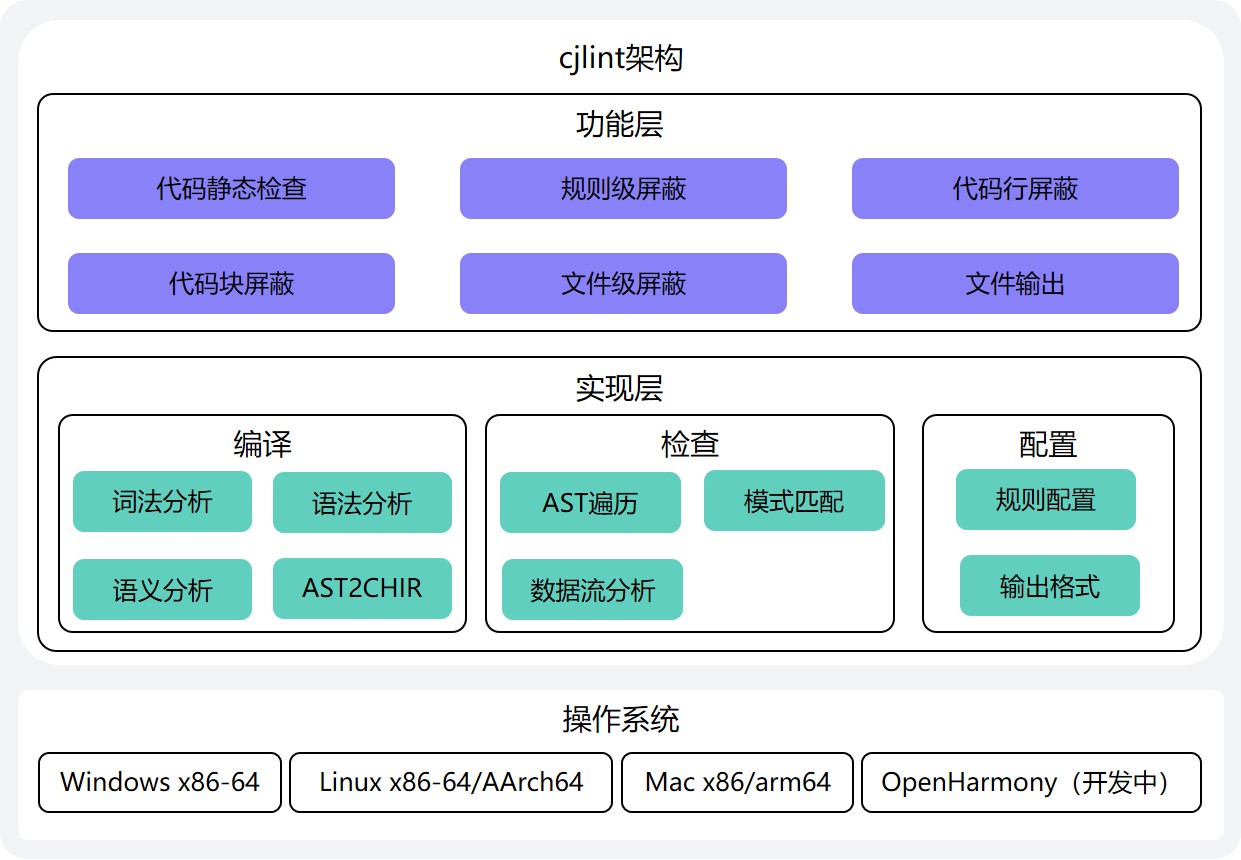 cjlint架构
功能层
代码静态检查
规则级屏蔽
代码行屏蔽
代码块屏蔽
文件级屏蔽
文件输出
实现层
编译
词法分析
语法分析
语义分析
AST2CHIR
检查
AST遍历
模式匹配
数据流分析
配置
规则配置
输出格式
操作系统
Windows x86-64
Linux x86-64/AArch64
Mac x86/arm64
OpenHarmony（开发中）